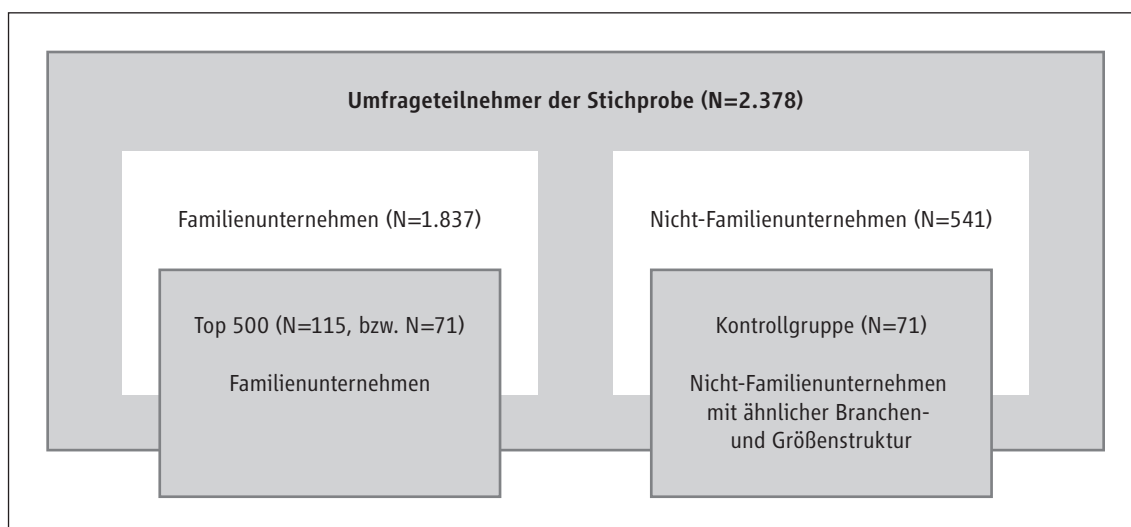 Umfrageteilnehmer der Stichprobe (N=2.378)
Familienunternehmen (N=1.837)
Nicht-Familienunternehmen (N=541)
Top 500 (N=115, bzw. N=71)
Familienunternehmen
Kontrollgruppe (N=71)
Nicht-Familienunternehmen
mit ähnlicher Branchen-
und Größenstruktur